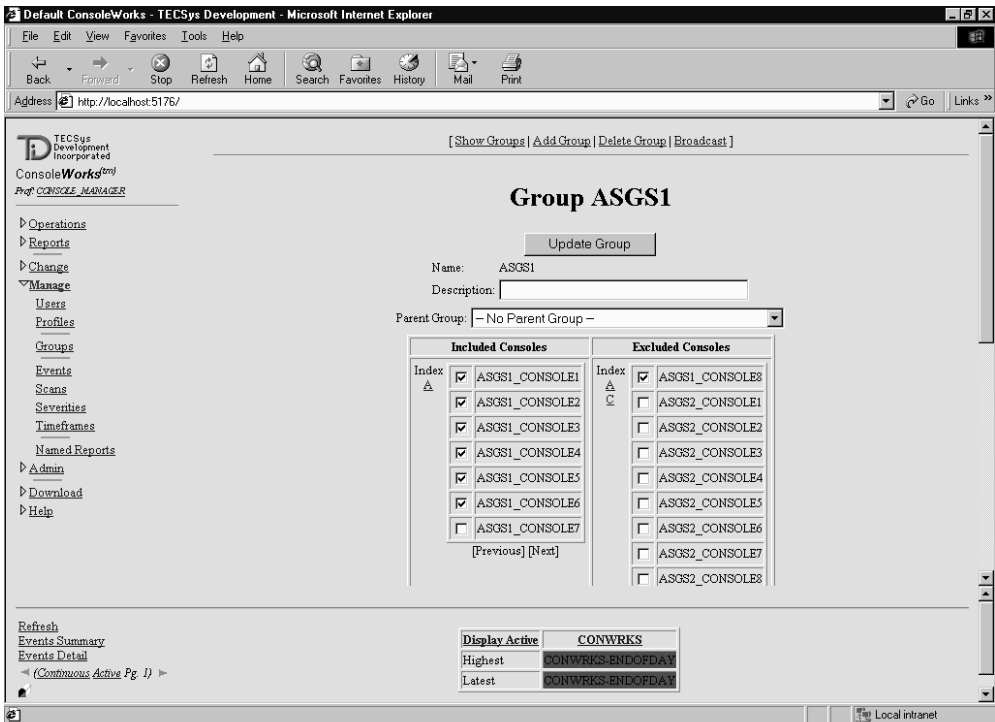 Default ConsoleWorks - TECSys Development - Microsoft Internet Explorer
File Edit View Favorites Tools Help
Back Forward Stop Refresh Home Search Favorites History Mail Print
Address http://localhost:5176/ Go Links »
TECSys
Development
Incorporated
ConsoleWorks(tm)
Prof: CONSOLE_MANAGER
Operations
Reports
Change
Manage
Users
Profiles
Groups
Events
Scans
Severities
Timeframes
Named Reports
Admin
Download
Help
[ Show Groups | Add Group | Delete Group | Broadcast ]
Group ASGS1
Update Group
Name: ASGS1
Description:
Parent Group: – No Parent Group –
Included Consoles
Index
A
ASGS1_CONSOLE1
ASGS1_CONSOLE2
ASGS1_CONSOLE3
ASGS1_CONSOLE4
ASGS1_CONSOLE5
ASGS1_CONSOLE6
ASGS1_CONSOLE7
[Previous] [Next]
Excluded Consoles
Index
A
C
ASGS1_CONSOLE8
ASGS2_CONSOLE1
ASGS2_CONSOLE2
ASGS2_CONSOLE3
ASGS2_CONSOLE4
ASGS2_CONSOLE5
ASGS2_CONSOLE6
ASGS2_CONSOLE7
ASGS2_CONSOLE8
Refresh
Events Summary
Events Detail
(Continuous Active Pg. 1)
Display Active CONWRKS
Highest CONWRKS-ENDOFDAY
Latest CONWRKS-ENDOFDAY
Local intranet